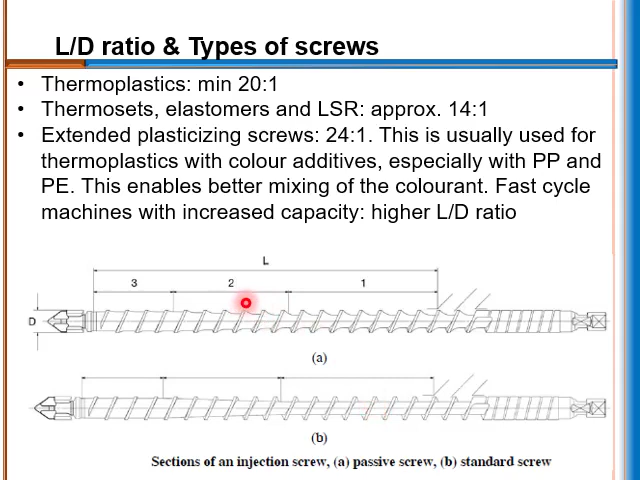 L/D ratio & Types of screws
• Thermoplastics: min 20:1
• Thermosets, elastomers and LSR: approx. 14:1
• Extended plasticizing screws: 24:1. This is usually used for
thermoplastics with colour additives, especially with PP and
PE. This enables better mixing of the colourant. Fast cycle
machines with increased capacity: higher L/D ratio
L
3 2 1
D
(a)
(b)
Sections of an injection screw, (a) passive screw, (b) standard screw